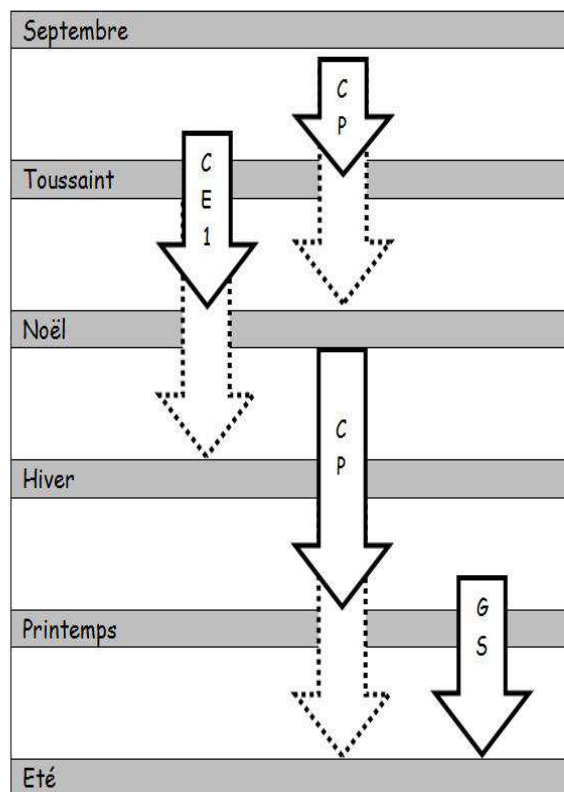 Septembre
C
P
Toussaint
C
E
1
Noël
C
P
Hiver
G
S
Printemps
Eté